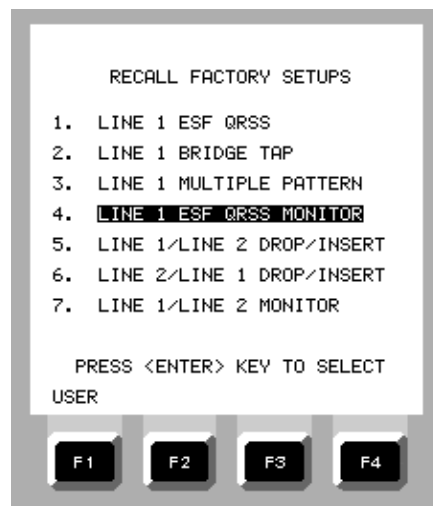 RECALL FACTORY SETUPS
1. LINE 1 ESF QRSS
2. LINE 1 BRIDGE TAP
3. LINE 1 MULTIPLE PATTERN
4. LINE 1 ESF QRSS MONITOR
5. LINE 1/LINE 2 DROP/INSERT
6. LINE 2/LINE 1 DROP/INSERT
7. LINE 1/LINE 2 MONITOR
PRESS <ENTER> KEY TO SELECT
USER
F1 F2 F3 F4